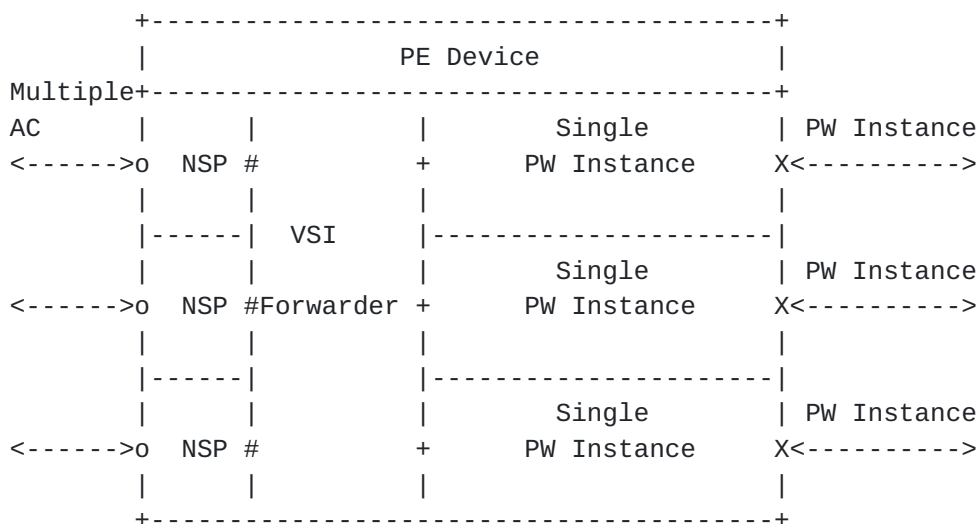 +----------------------------------------+
|                PE Device               |
Multiple+----------------------------------------+
AC      |      |          |        Single        | PW Instance
<------>o  NSP #          +      PW Instance     X<---------->
|      |          |                      |
|------|   VSI    |----------------------|
|      |          |        Single        | PW Instance
<------>o  NSP #Forwarder +      PW Instance     X<---------->
|      |          |                      |
|------|          |----------------------|
|      |          |        Single        | PW Instance
<------>o  NSP #          +      PW Instance     X<---------->
|      |          |                      |
+----------------------------------------+